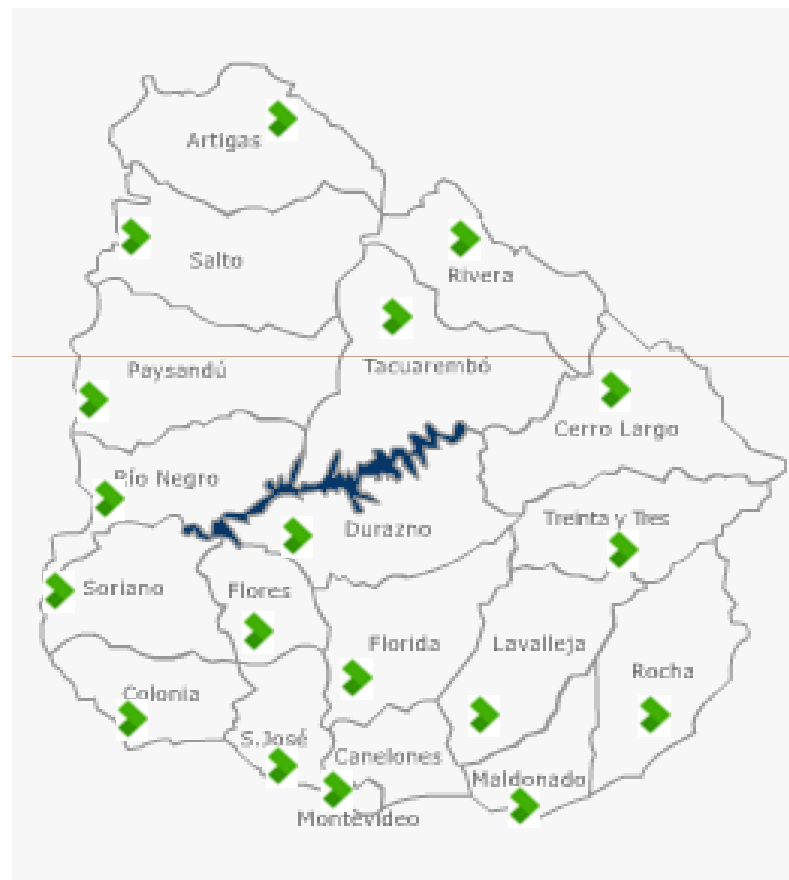 Artigas
Salto
Rivera
Paysandú
Tacuarembó
Cerro Largo
Río Negro
Treinta y Tres
Durazno
Soriano
Flores
Florida
Lavalleja
Rocha
Colonia
S.José
Canelones
Maldonado
Montevideo